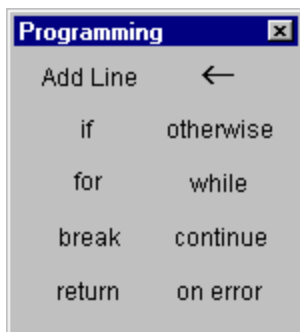 Programming
Add Line ←
if otherwise
for while
break continue
return on error